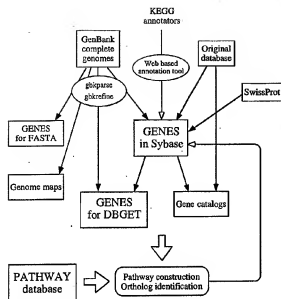 KEGG
annotators
GenBank
complete
genomes
Web based
annotation tool
Original
database
gbkparse
gbkrefine
SwissProt
GENES
for FASTA
GENES
in Sybase
Genome maps
GENES
for DBGET
Gene catalogs
PATHWAY
database
Pathway construction
Ortholog identification